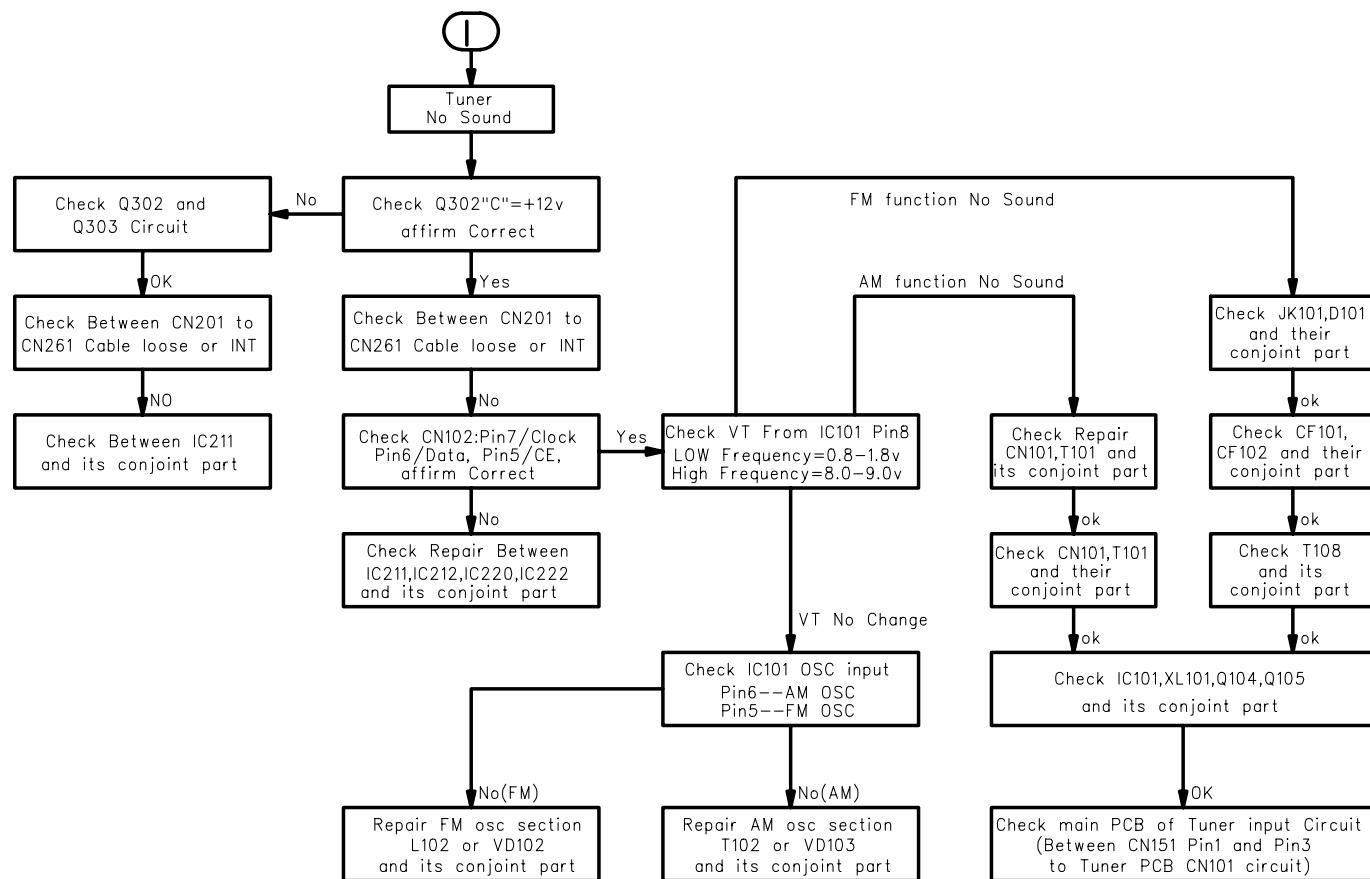 I
Tuner
No Sound
Check Q302"C"=+12v
affirm Correct
No
Check Q302 and
Q303 Circuit
OK
Check Between CN201 to
CN261 Cable loose or INT
NO
Check Between IC211
and its conjoint part
Yes
Check Between CN201 to
CN261 Cable loose or INT
No
Check CN102:Pin7/Clock
Pin6/Data, Pin5/CE,
affirm Correct
No
Check Repair Between
IC211,IC212,IC220,IC222
and its conjoint part
Yes
Check VT From IC101 Pin8
LOW Frequency=0.8-1.8v
High Frequency=8.0-9.0v
VT No Change
Check IC101 OSC input
Pin6--AM OSC
Pin5--FM OSC
No(FM)
Repair FM osc section
L102 or VD102
and its conjoint part
No(AM)
Repair AM osc section
T102 or VD103
and its conjoint part
AM function No Sound
Check Repair
CN101,T101 and
its conjoint part
ok
Check CN101,T101
and their
conjoint part
ok
FM function No Sound
Check JK101,D101
and their
conjoint part
ok
Check CF101,
CF102 and their
conjoint part
ok
Check T108
and its
conjoint part
ok
Check IC101,XL101,Q104,Q105
and its conjoint part
OK
Check main PCB of Tuner input Circuit
(Between CN151 Pin1 and Pin3
to Tuner PCB CN101 circuit)